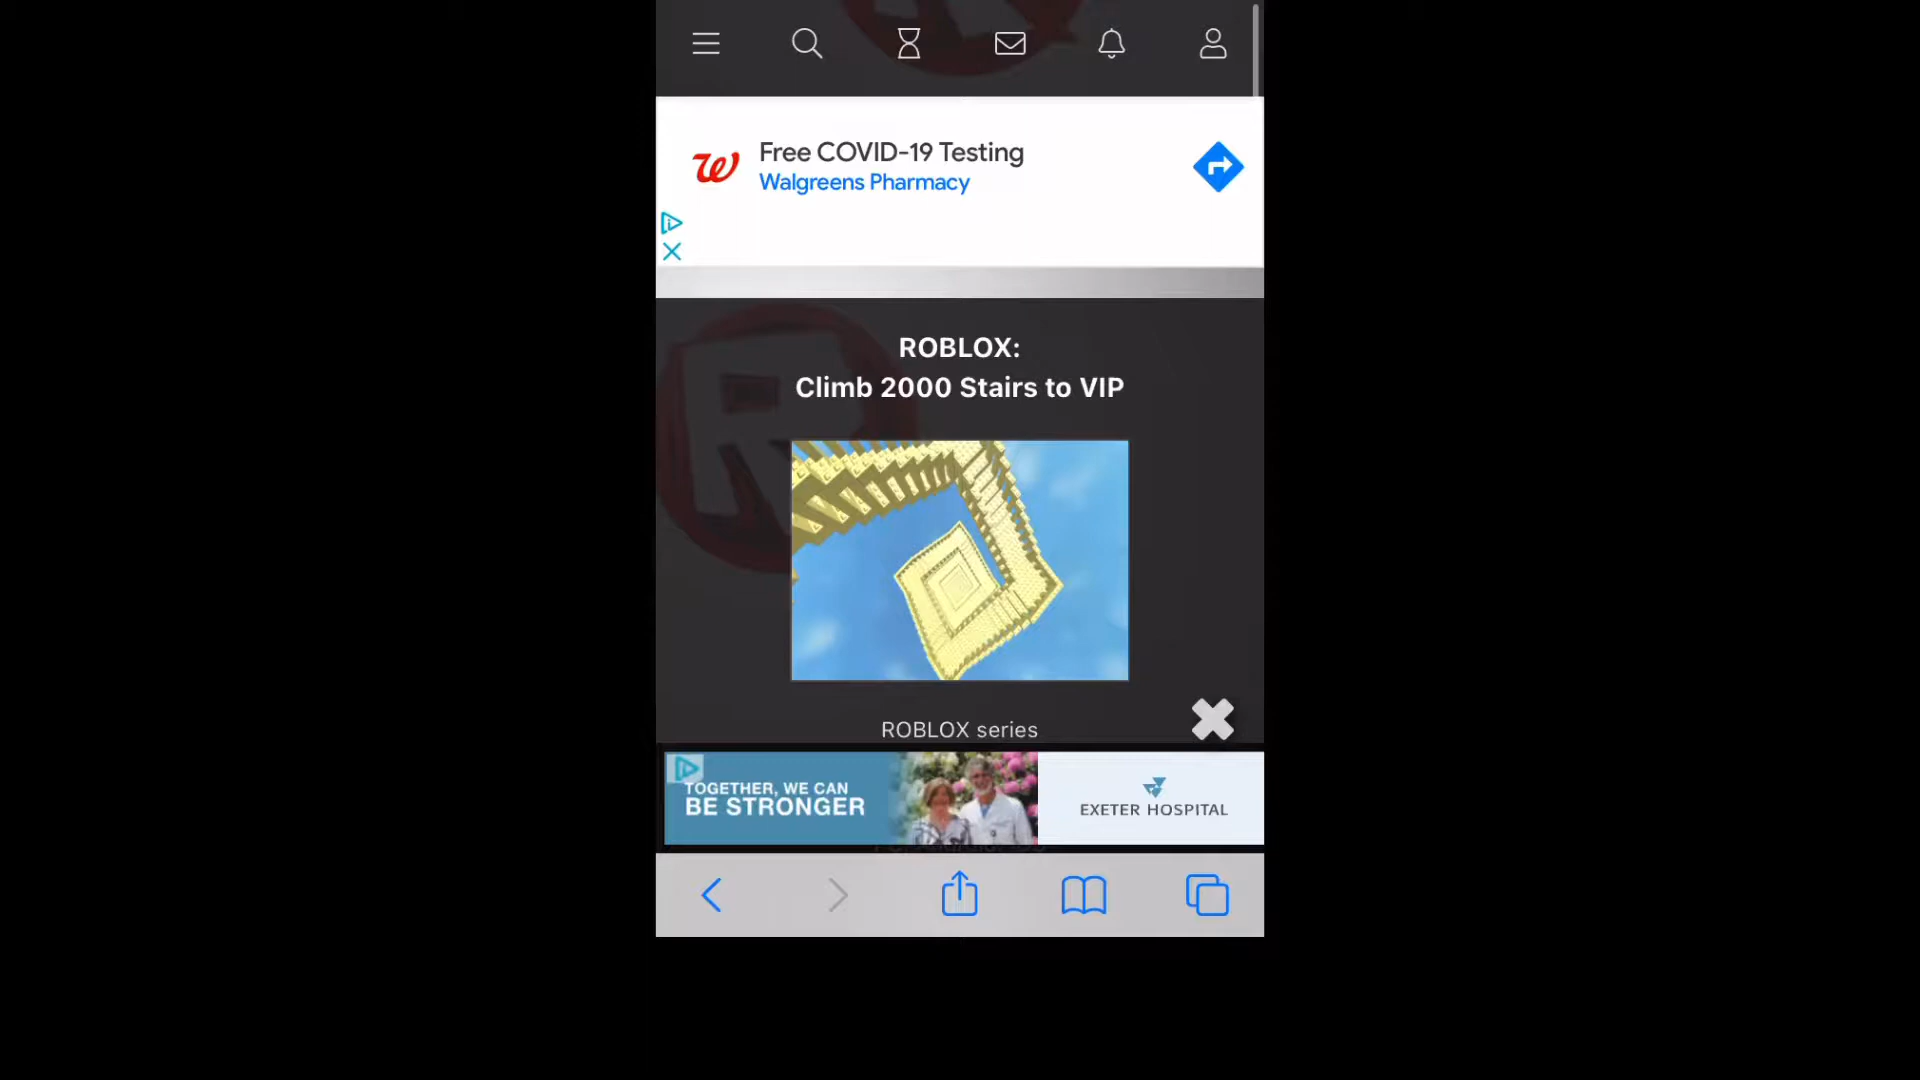 Free COVID-19 Testing
Walgreens Pharmacy
ROBLOX:
Climb 2000 Stairs to VIP
ROBLOX series
TOGETHER, WE CAN
BE STRONGER
EXETER HOSPITAL